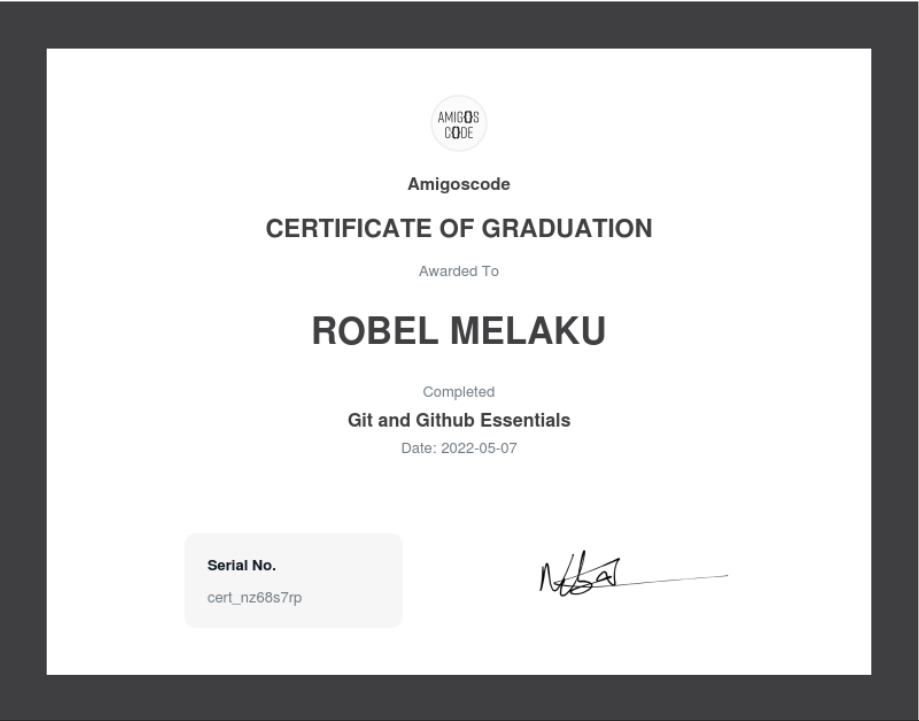 AMIGOS
CODE
Amigoscode
CERTIFICATE OF GRADUATION
Awarded To
ROBEL MELAKU
Completed
Git and Github Essentials
Date: 2022-05-07
Serial No.
cert_nz68s7rp